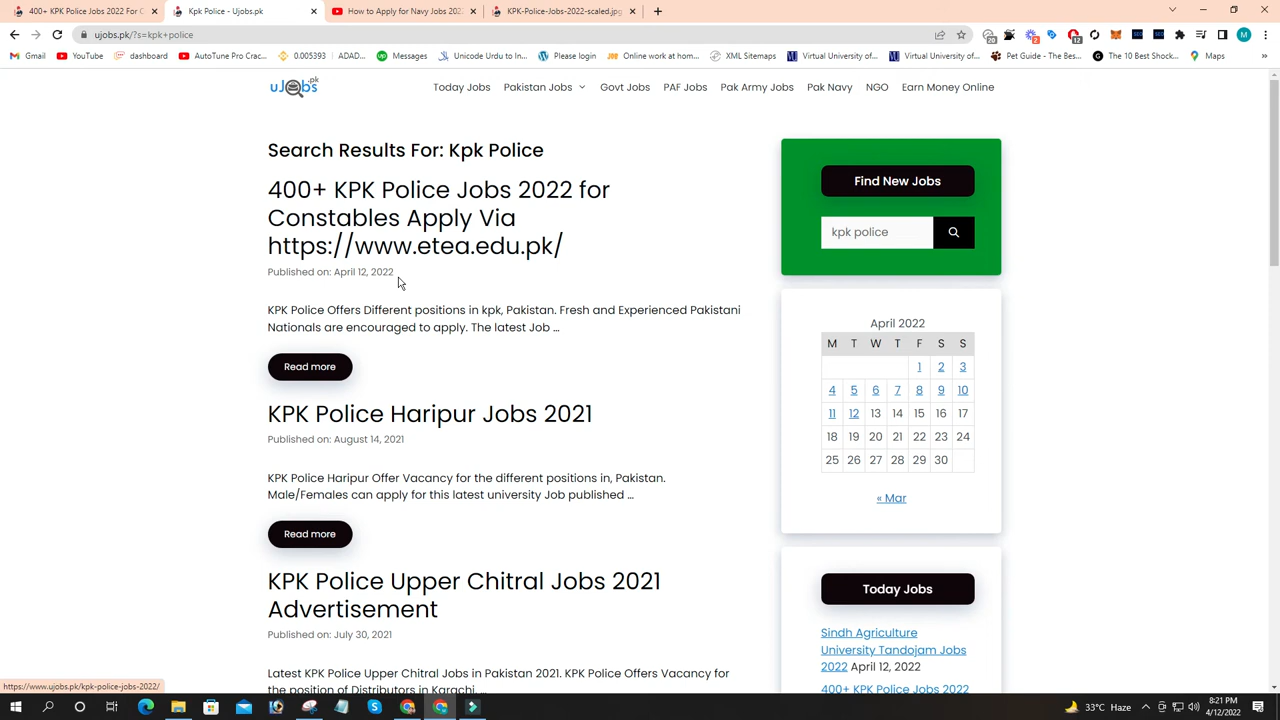 400+ KPK Police Jobs 2022 For C
Kpk Police - Ujobs.pk
How to Apply for Navy Jobs 202
KPK-Police-Jobs-2022-scaled.jpg
ujobs.pk/?s=kpk+police
Gmail
YouTube
dashboard
AutoTune Pro Crac...
0.005393 | ADAD...
Messages
Unicode Urdu to In...
Please login
Online work at hom...
XML Sitemaps
Virtual University of...
Virtual University of...
Pet Guide - The Bes...
The 10 Best Shock...
Maps
uJobs.pk
Today Jobs
Pakistan Jobs
Govt Jobs
PAF Jobs
Pak Army Jobs
Pak Navy
NGO
Earn Money Online
Search Results For: Kpk Police
400+ KPK Police Jobs 2022 for
Constables Apply Via
https://www.etea.edu.pk/
Published on: April 12, 2022
KPK Police Offers Different positions in kpk, Pakistan. Fresh and Experienced Pakistani
Nationals are encouraged to apply. The latest Job ...
Read more
KPK Police Haripur Jobs 2021
Published on: August 14, 2021
KPK Police Haripur Offer Vacancy for the different positions in, Pakistan.
Male/Females can apply for this latest university Job published ...
Read more
KPK Police Upper Chitral Jobs 2021
Advertisement
Published on: July 30, 2021
Latest KPK Police Upper Chitral Jobs in Pakistan 2021. KPK Police Offers Vacancy for
the position of Distributors in Karachi. ...
Find New Jobs
kpk police
April 2022
M T W T F S S
1 2 3
4 5 6 7 8 9 10
11 12 13 14 15 16 17
18 19 20 21 22 23 24
25 26 27 28 29 30
« Mar
Today Jobs
Sindh Agriculture
University Tandojam Jobs
2022 April 12, 2022
400+ KPK Police Jobs 2022
https://www.ujobs.pk/kpk-police-jobs-2022/
33°C Haze
8:21 PM
4/12/2022